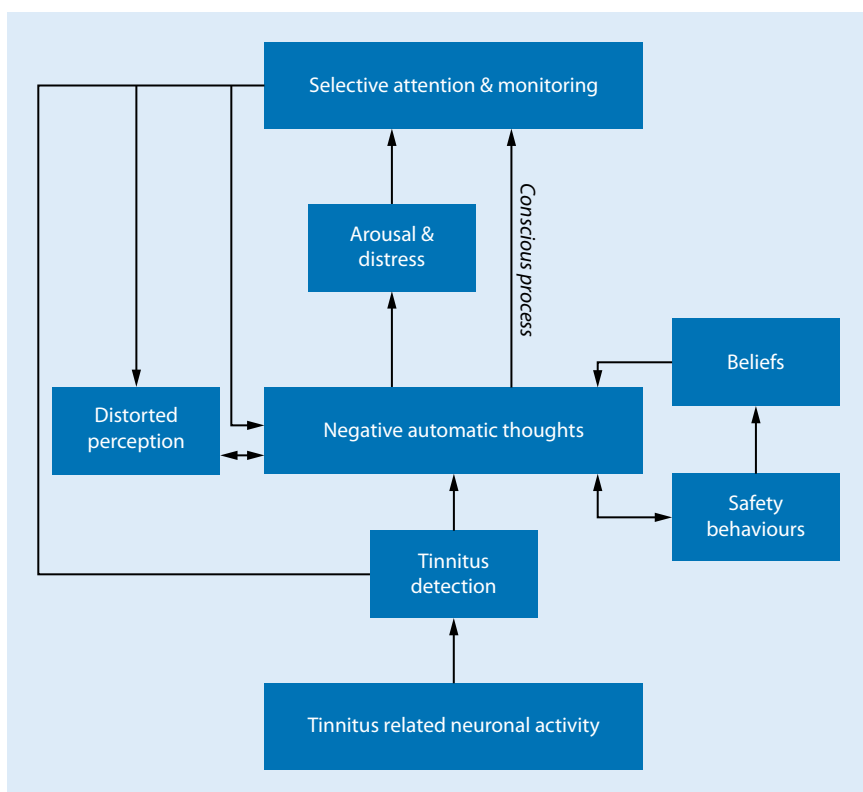 Selective attention & monitoring
Arousal &
distress
Conscious process
Beliefs
Distorted
perception
Negative automatic thoughts
Safety
behaviours
Tinnitus
detection
Tinnitus related neuronal activity